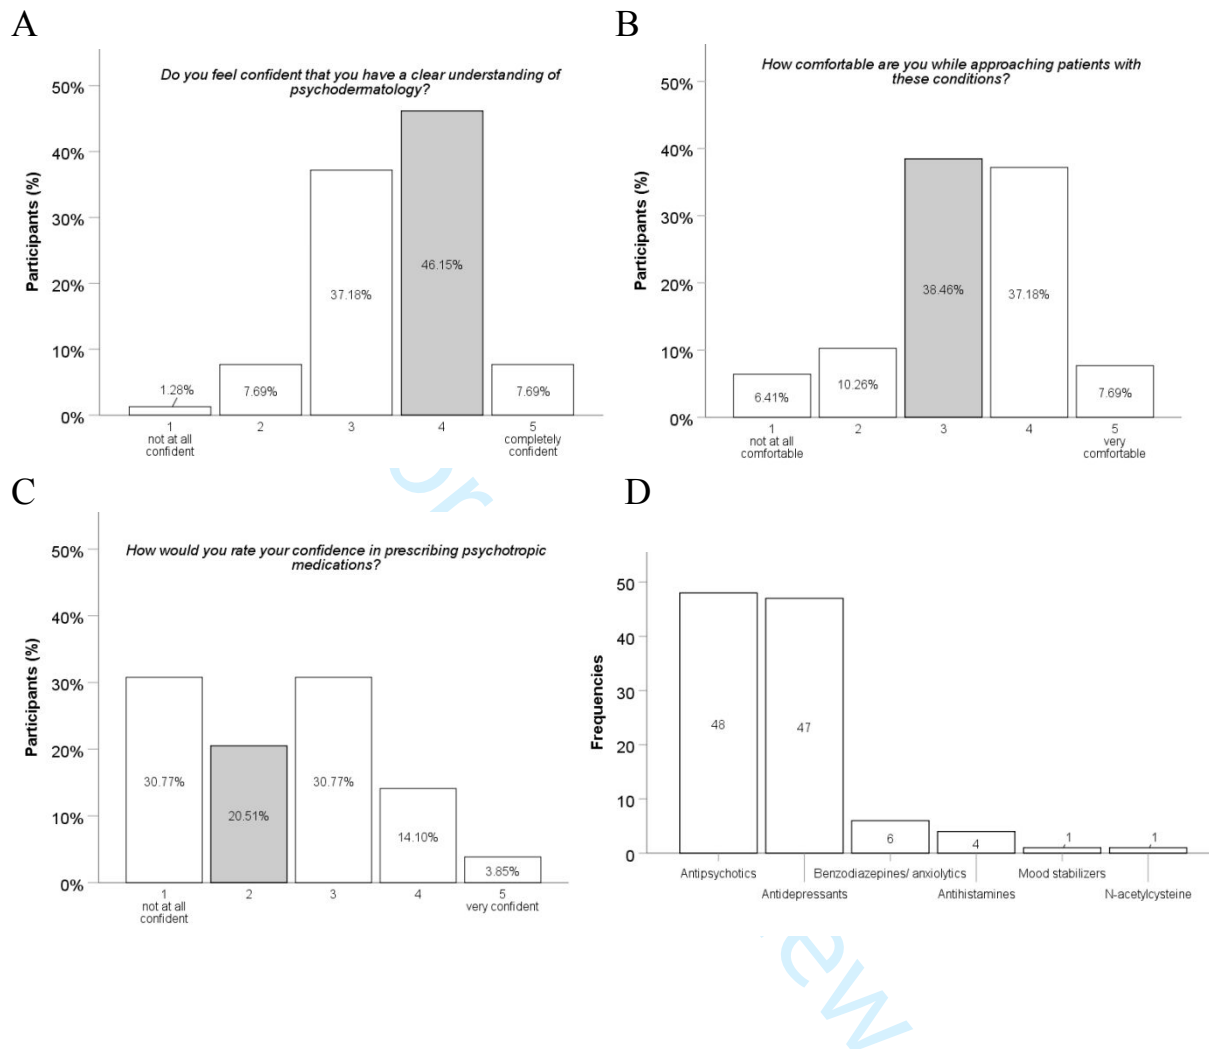 A
Do you feel confident that you have a clear understanding of
psychodermatology?
Participants (%)
50%
40%
30%
20%
10%
0%
1.28%
7.69%
37.18%
46.15%
7.69%
1
not at all
confident
2
3
4
5
completely
confident
B
How comfortable are you while approaching patients with
these conditions?
Participants (%)
50%
40%
30%
20%
10%
0%
6.41%
10.26%
38.46%
37.18%
7.69%
1
not at all
comfortable
2
3
4
5
very
comfortable
C
How would you rate your confidence in prescribing psychotropic
medications?
Participants (%)
50%
40%
30%
20%
10%
0%
30.77%
20.51%
30.77%
14.10%
3.85%
1
not at all
confident
2
3
4
5
very confident
D
Frequencies
50
40
30
20
10
0
48
47
6
4
1
1
Antipsychotics
Antidepressants
Benzodiazepines/ anxiolytics
Antihistamines
Mood stabilizers
N-acetylcysteine